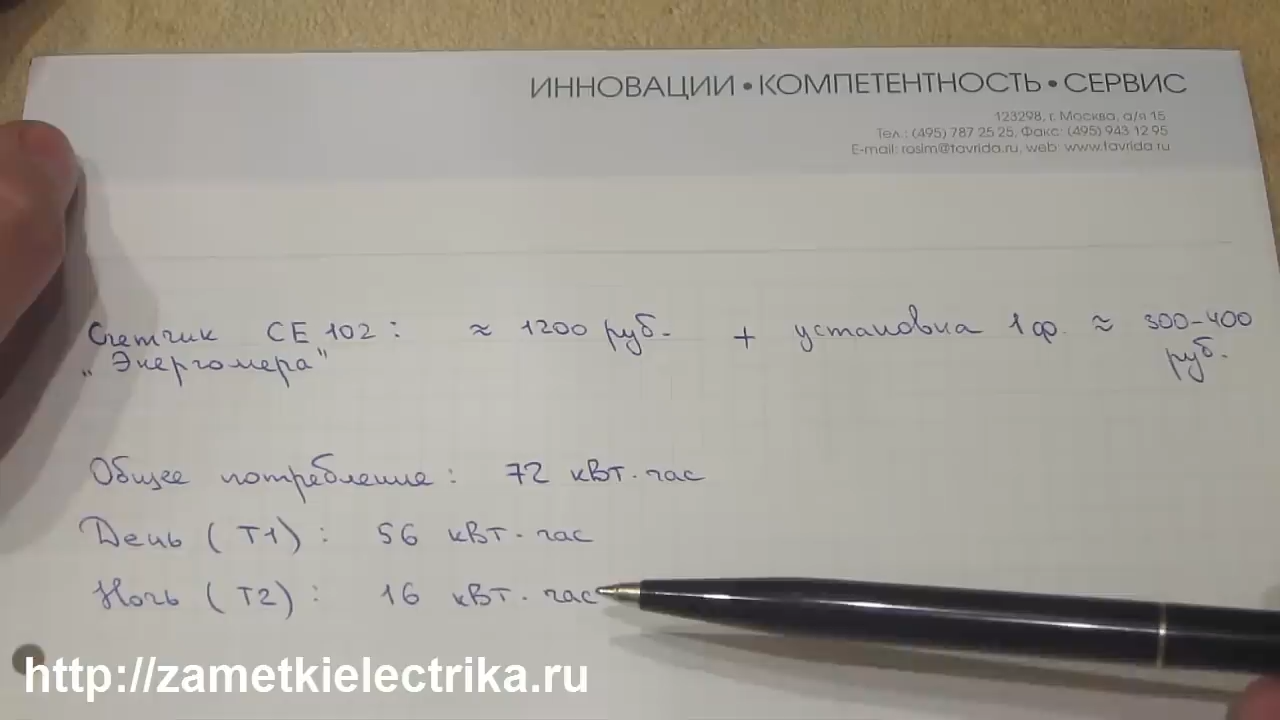 ИННОВАЦИИ • КОМПЕТЕНТНОСТЬ • СЕРВИС
123298, г. Москва, а/я 15
Тел.: (495) 787 25 25, Факс: (495) 943 12 95
E-mail: rosim@tavrida.ru, web: www.tavrida.ru
Счетчик СЕ 102: ≈ 1200 руб. + установка 1ф. ≈ 300-400
„Энергомера" руб.
Общее потребление: 72 кВт·час
День (Т1): 56 кВт·час
Ночь (Т2): 16 кВт·час
http://zametkielectrika.ru